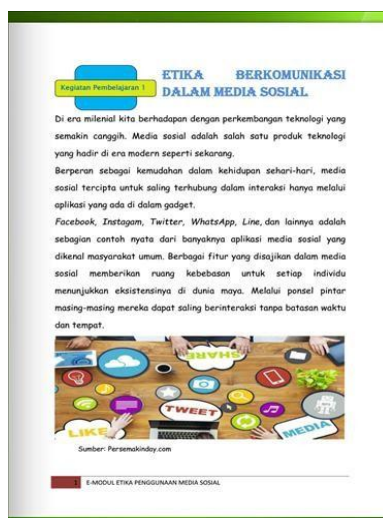 Kegiatan Pembelajaran 1
ETIKA BERKOMUNIKASI
DALAM MEDIA SOSIAL
Di era milenial kita berhadapan dengan perkembangan teknologi yang
semakin canggih. Media sosial adalah salah satu produk teknologi
yang hadir di era modern seperti sekarang.
Berperan sebagai kemudahan dalam kehidupan sehari-hari, media
sosial tercipta untuk saling terhubung dalam interaksi hanya melalui
aplikasi yang ada di dalam gadget.
Facebook, Instagam, Twitter, WhatsApp, Line, dan lainnya adalah
sebagian contoh nyata dari banyaknya aplikasi media sosial yang
dikenal masyarakat umum. Berbagai fitur yang disajikan dalam media
sosial memberikan ruang kebebasan untuk setiap individu
menunjukkan eksistensinya di dunia maya. Melalui ponsel pintar
masing-masing mereka dapat saling berinteraksi tanpa batasan waktu
dan tempat.
SHARE
TWEET
LIKE
MEDIA
Sumber: Persemakinday.com
1 E-MODUL ETIKA PENGGUNAAN MEDIA SOSIAL